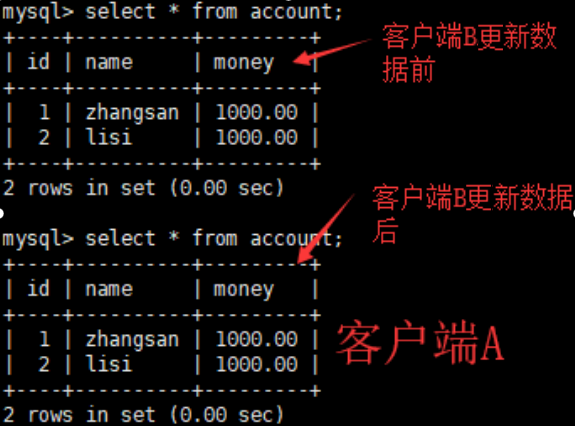 mysql> select * from account;
+----+----------+---------+
| id | name     | money   |
+----+----------+---------+
|  1 | zhangsan | 1000.00 |
|  2 | lisi     | 1000.00 |
+----+----------+---------+
2 rows in set (0.00 sec)
客户端B更新数
据前
mysql> select * from account;
+----+----------+---------+
| id | name     | money   |
+----+----------+---------+
|  1 | zhangsan | 1000.00 |
|  2 | lisi     | 1000.00 |
+----+----------+---------+
2 rows in set (0.00 sec)
客户端B更新数据
后
客户端A